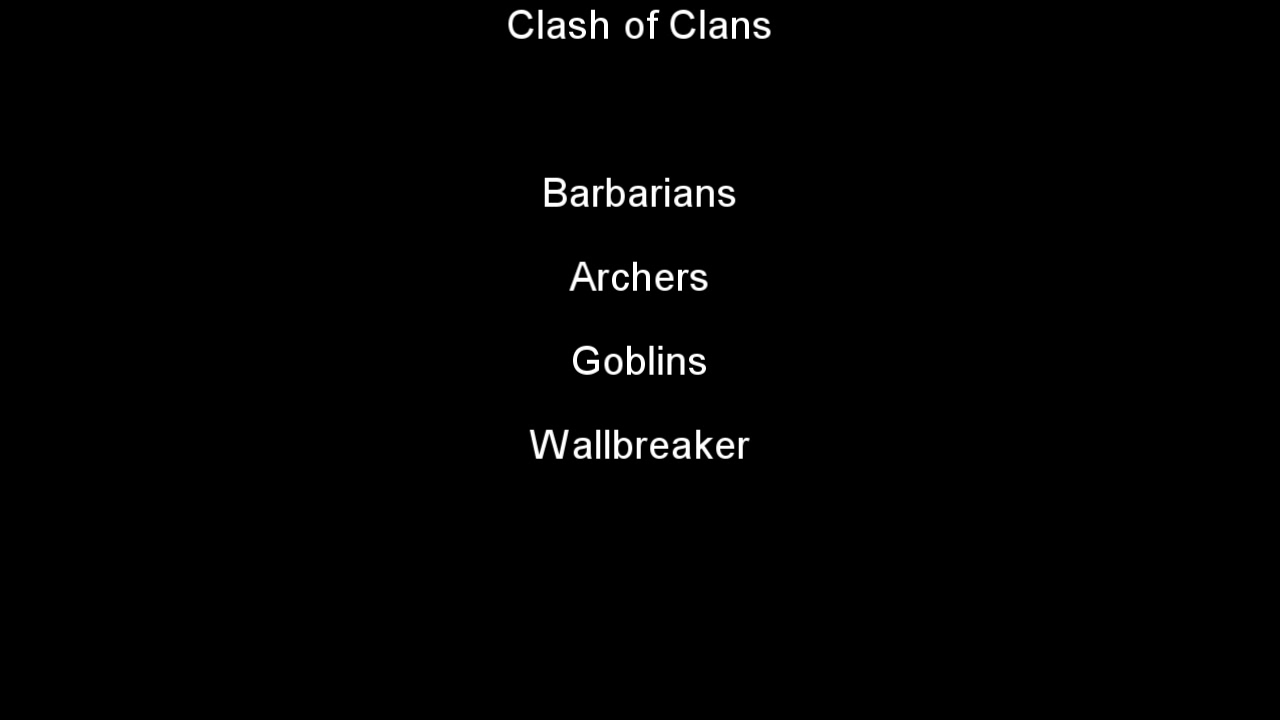 Clash of Clans
Barbarians
Archers
Goblins
Wallbreaker